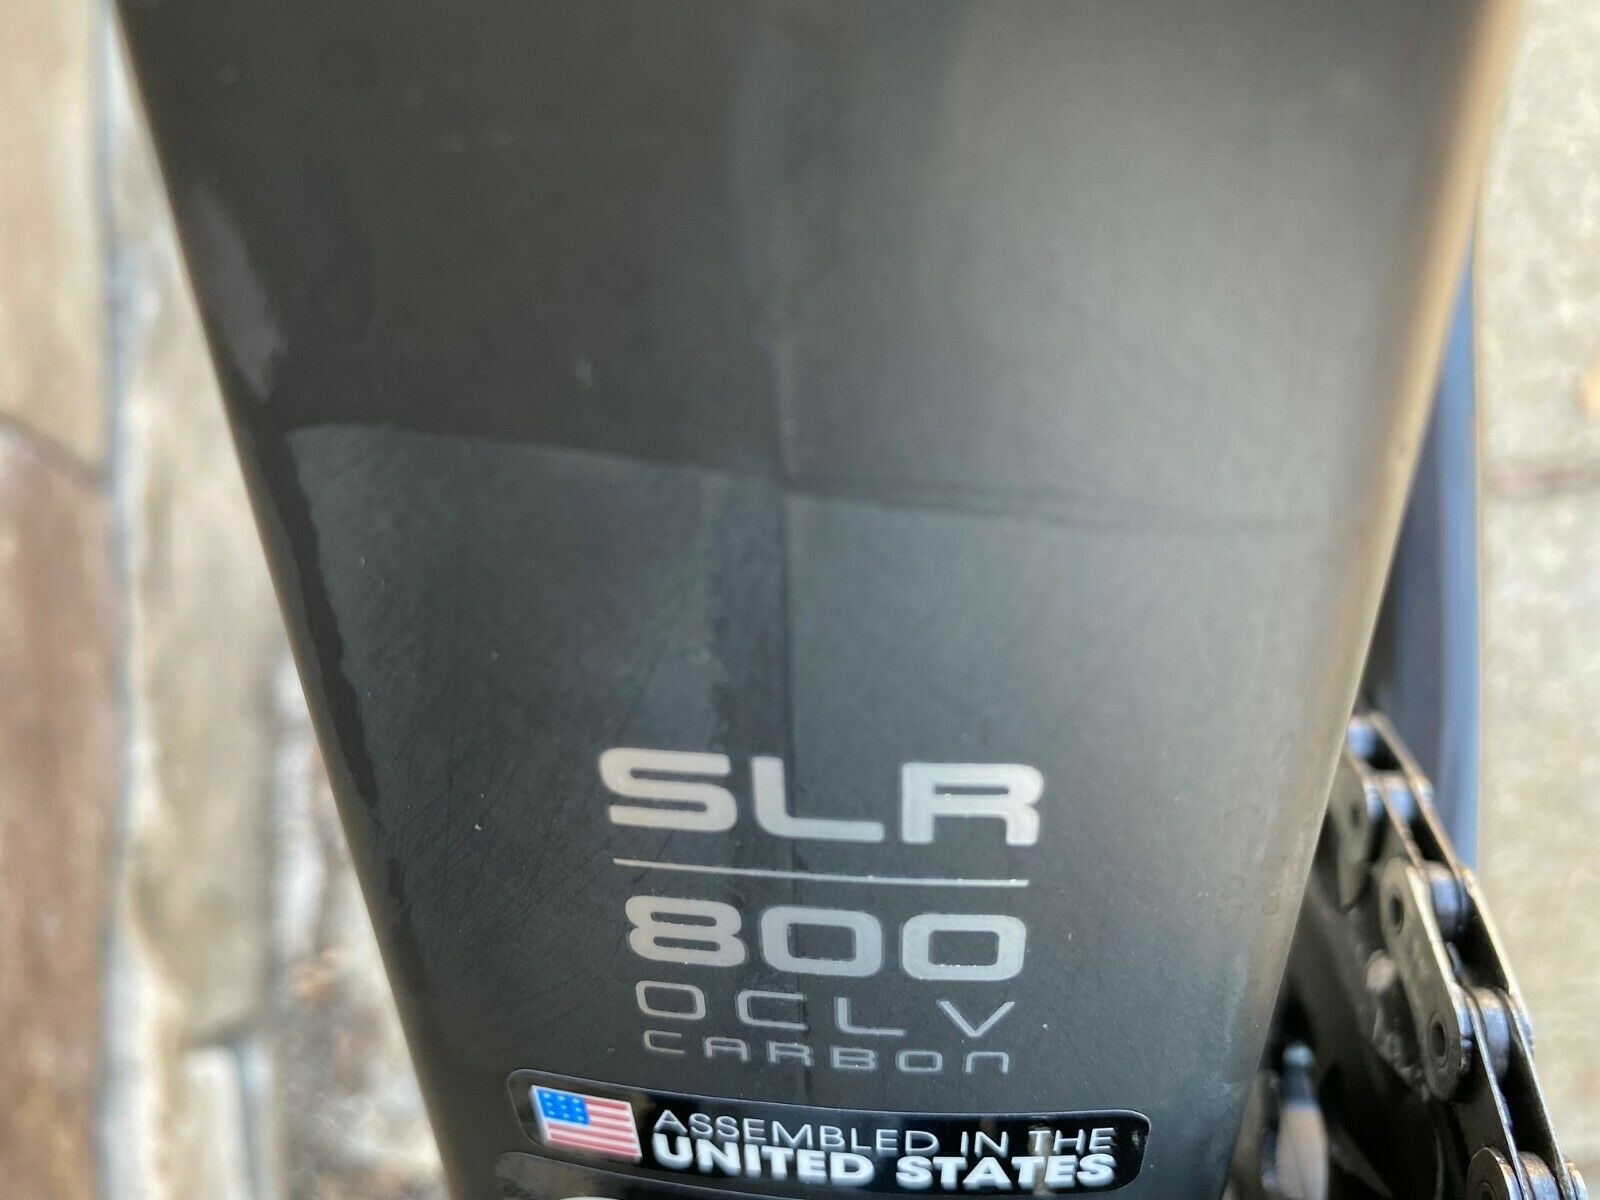 SLR
800
OCLV
CARBON
ASSEMBLED IN THE
UNITED STATES